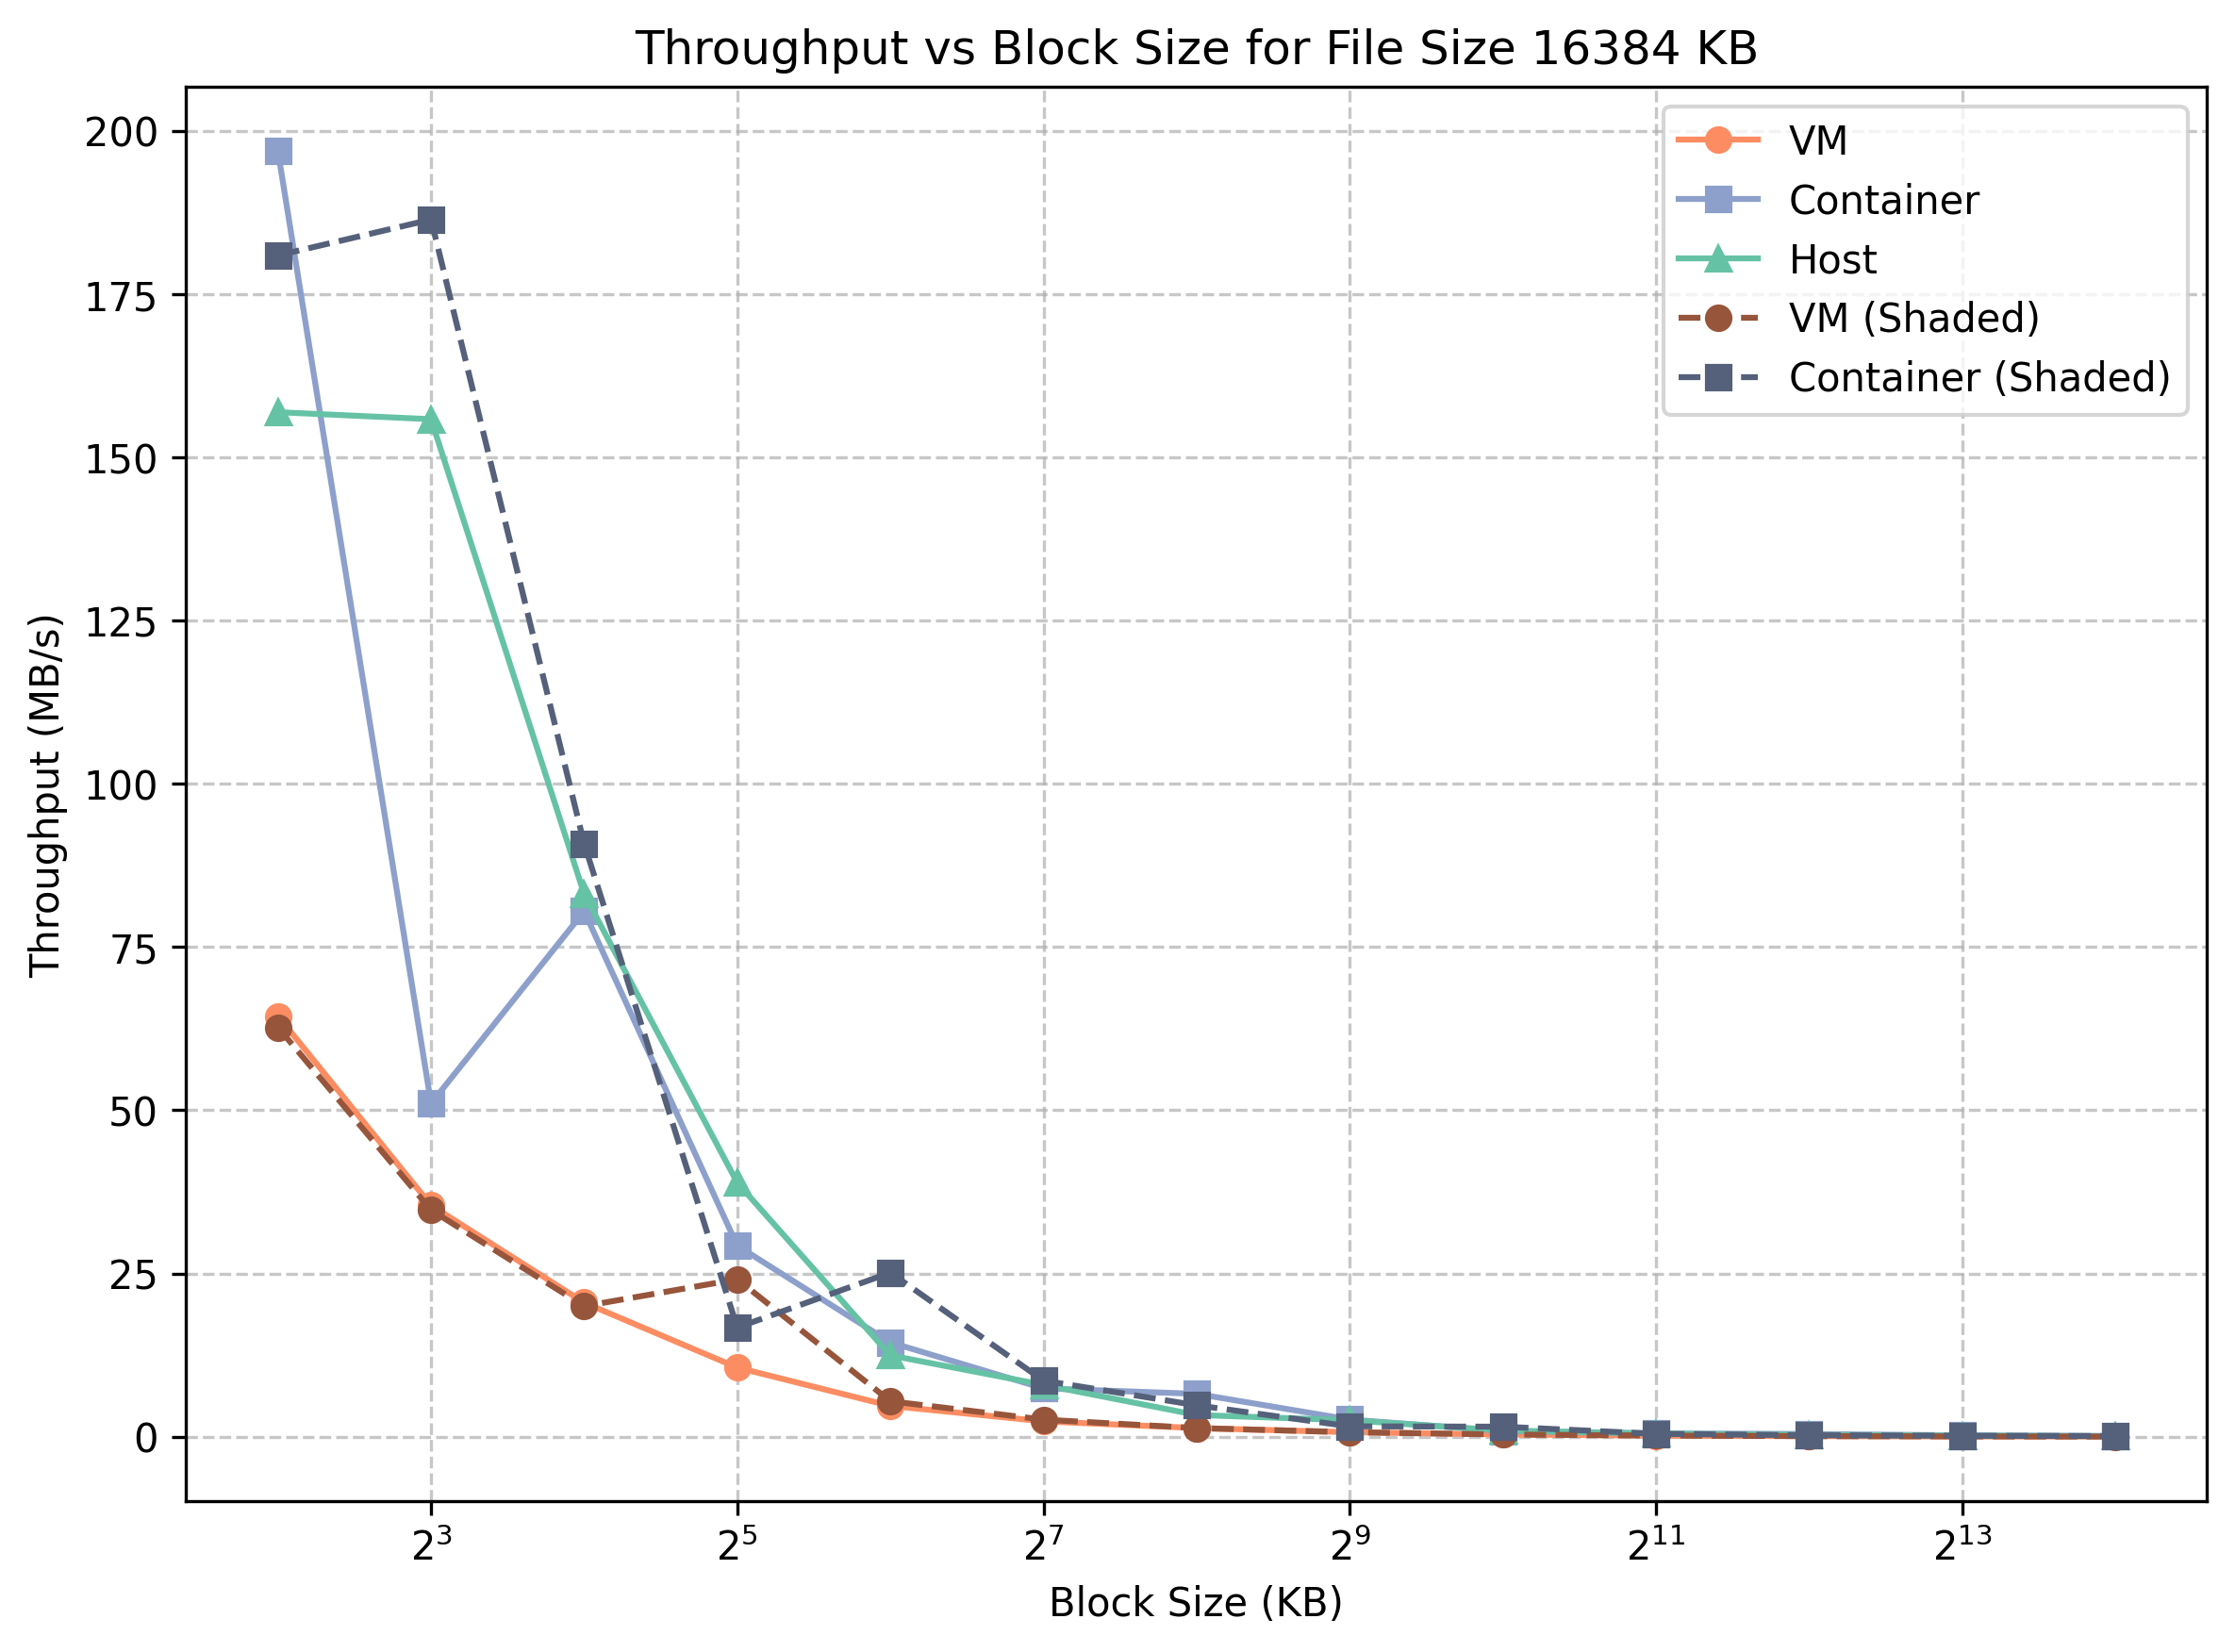 Throughput vs Block Size for File Size 16384 KB
VM
Container
Host
VM (Shaded)
Container (Shaded)
Throughput (MB/s)
200
175
150
125
100
75
50
25
0
2³ 2⁵ 2⁷ 2⁹ 2¹¹ 2¹³
Block Size (KB)